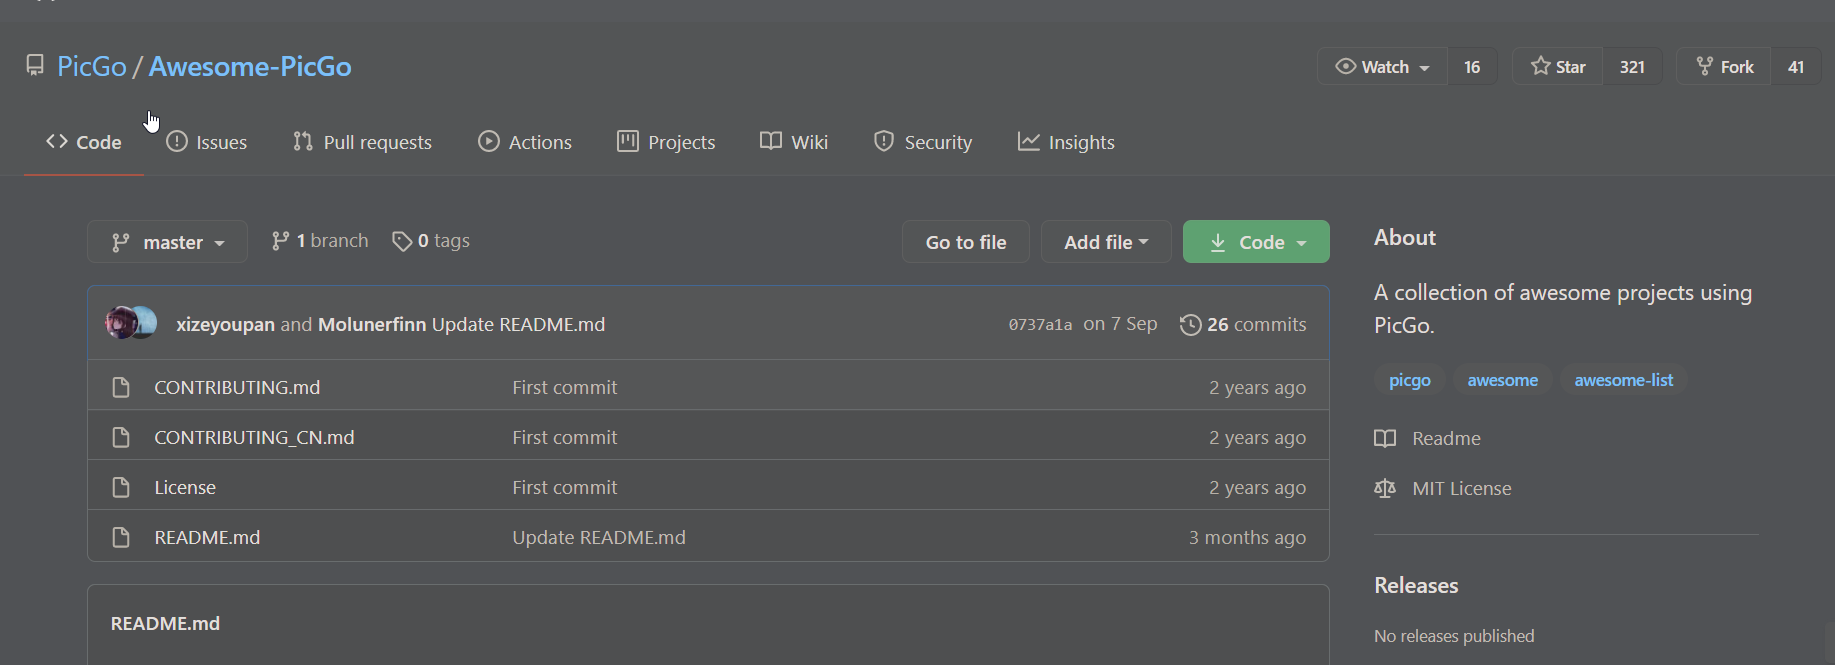 PicGo / Awesome-PicGo
Watch 16 Star 321 Fork 41
Code Issues Pull requests Actions Projects Wiki Security Insights
master 1 branch 0 tags Go to file Add file Code
xizeyoupan and Molunerfinn Update README.md 0737a1a on 7 Sep 26 commits
CONTRIBUTING.md First commit 2 years ago
CONTRIBUTING_CN.md First commit 2 years ago
License First commit 2 years ago
README.md Update README.md 3 months ago
README.md
About
A collection of awesome projects using
PicGo.
picgo awesome awesome-list
Readme
MIT License
Releases
No releases published